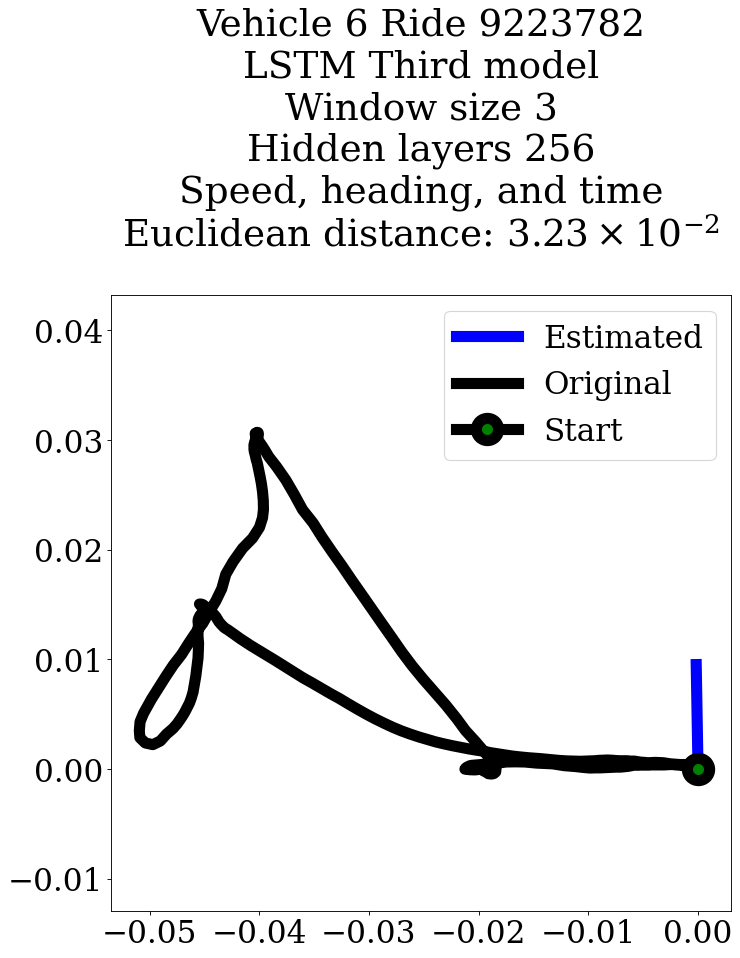 Vehicle 6 Ride 9223782
LSTM Third model
Window size 3
Hidden layers 256
Speed, heading, and time
Euclidean distance: 3.23 × 10⁻²
Estimated
Original
Start
0.04
0.03
0.02
0.01
0.00
−0.01
−0.05 −0.04 −0.03 −0.02 −0.01 0.00